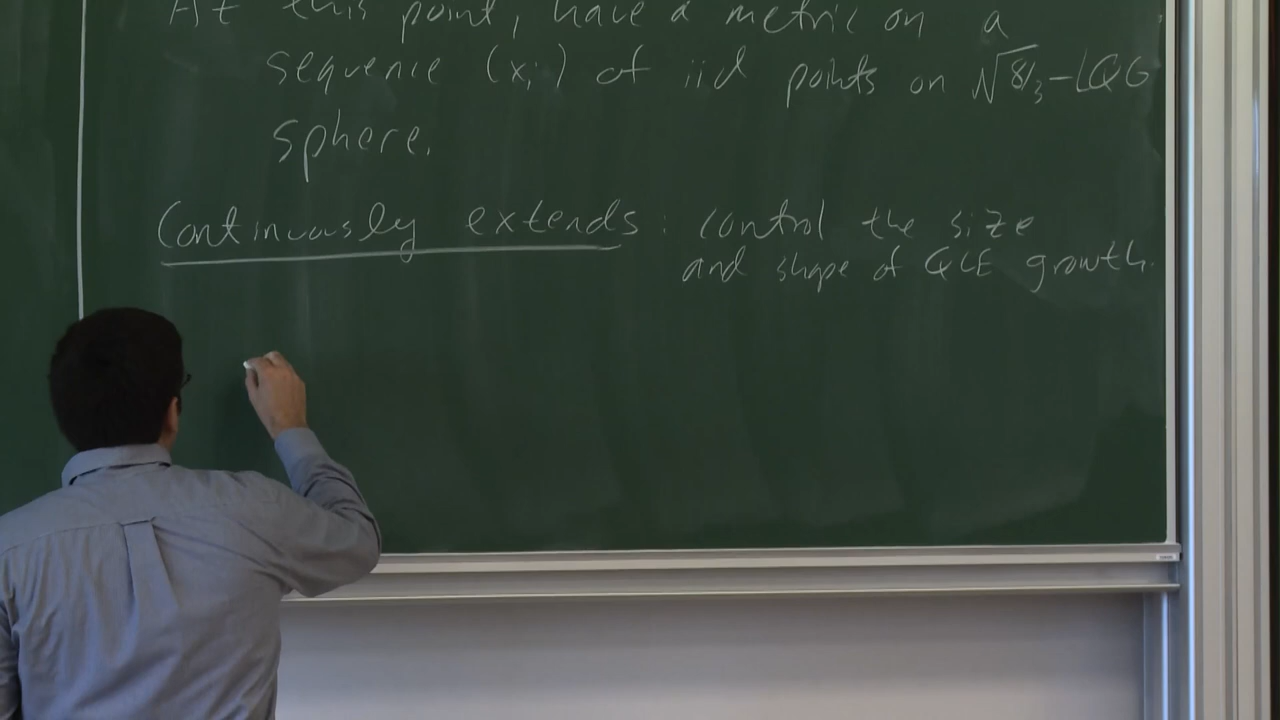 At this point, have a metric on a
sequence (xᵢ) of iid points on √8/3-LQG
sphere.
Continuously extends: control the size
and shape of QLE growth.